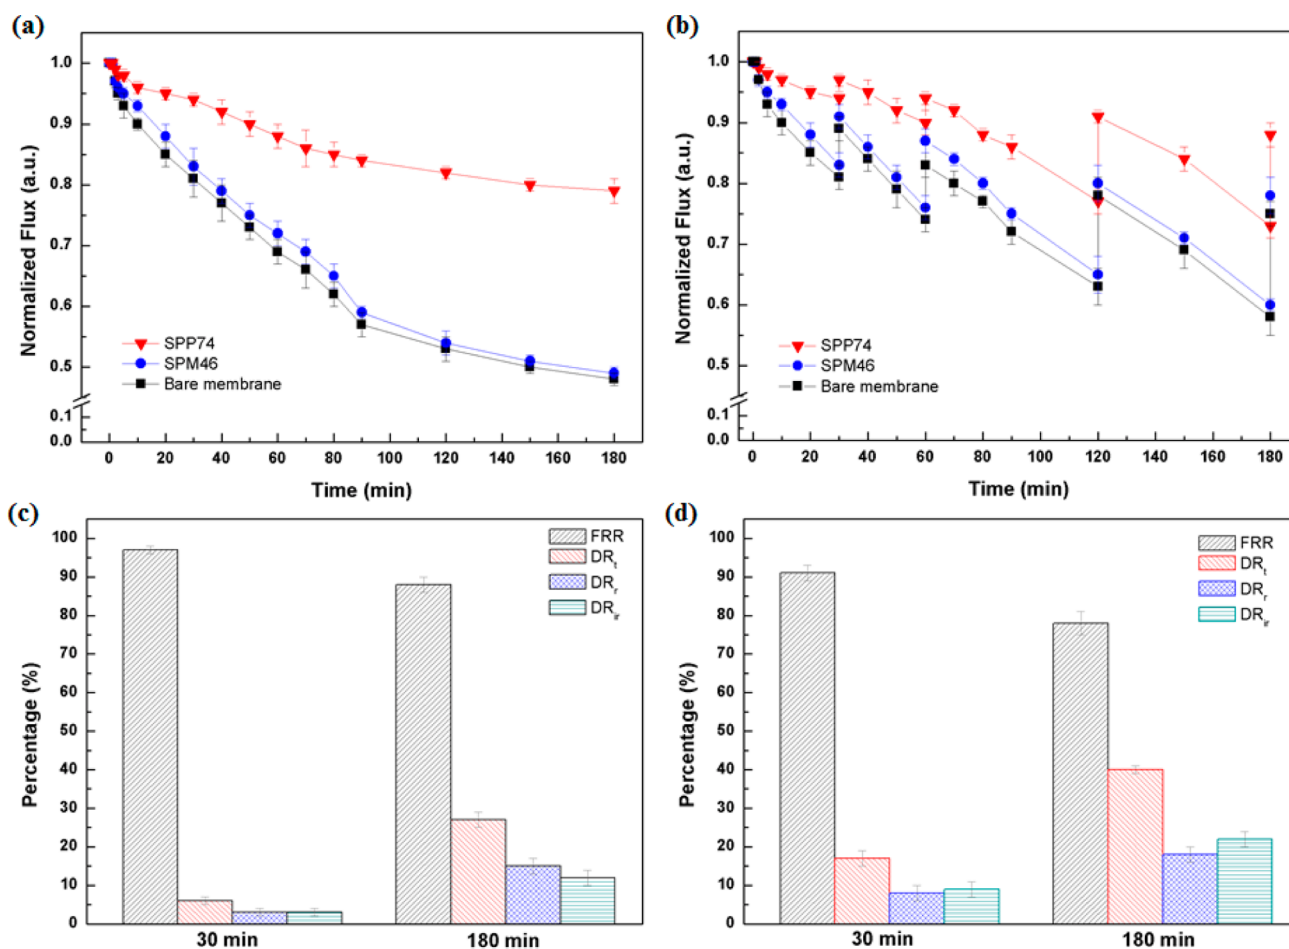 (a)
Normalized Flux (a.u.)
1.0
0.9
0.8
0.7
0.6
0.5
0.1
0.0
SPP74
SPM46
Bare membrane
0 20 40 60 80 100 120 140 160 180
Time (min)
(b)
Normalized Flux (a.u.)
1.0
0.9
0.8
0.7
0.6
0.5
0.1
0.0
SPP74
SPM46
Bare membrane
0 20 40 60 80 100 120 140 160 180
Time (min)
(c)
Percentage (%)
100
90
80
70
60
50
40
30
20
10
0
FRR
DRt
DRr
DRir
30 min 180 min
(d)
Percentage (%)
100
90
80
70
60
50
40
30
20
10
0
FRR
DRt
DRr
DRir
30 min 180 min